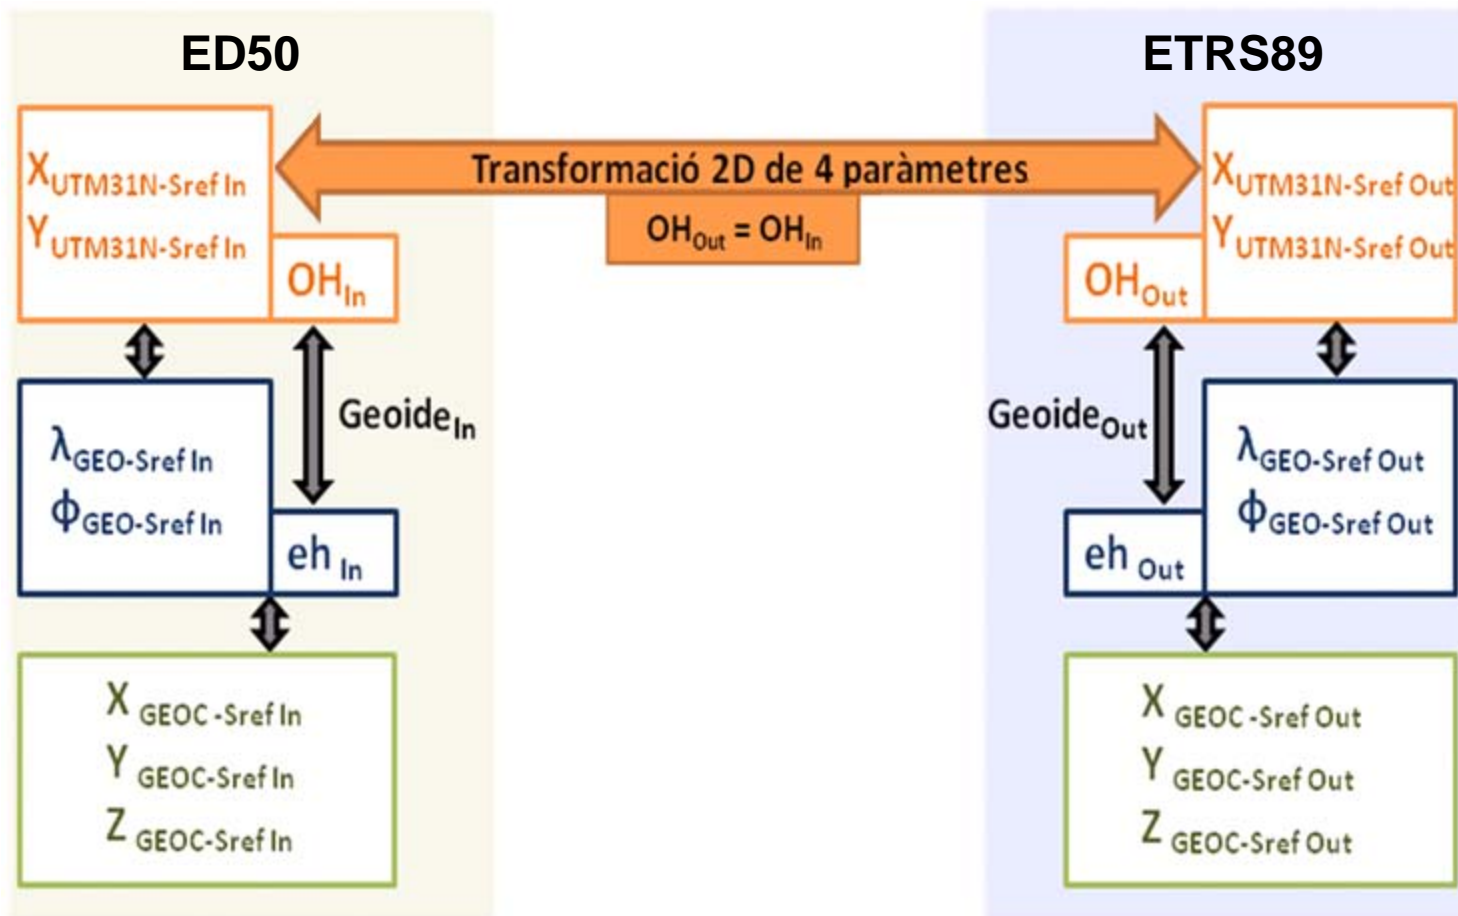 ED50
ETRS89
Transformació 2D de 4 paràmetres
OHOut = OHIn
XUTM31N-Sref In
YUTM31N-Sref In
OHIn
GeoideIn
λGEO-Sref In
ϕGEO-Sref In
eh In
X GEOC -Sref In
Y GEOC-Sref In
Z GEOC-Sref In
XUTM31N-Sref Out
YUTM31N-Sref Out
OHOut
GeoideOut
λGEO-Sref Out
ϕGEO-Sref Out
eh Out
X GEOC -Sref Out
Y GEOC-Sref Out
Z GEOC-Sref Out